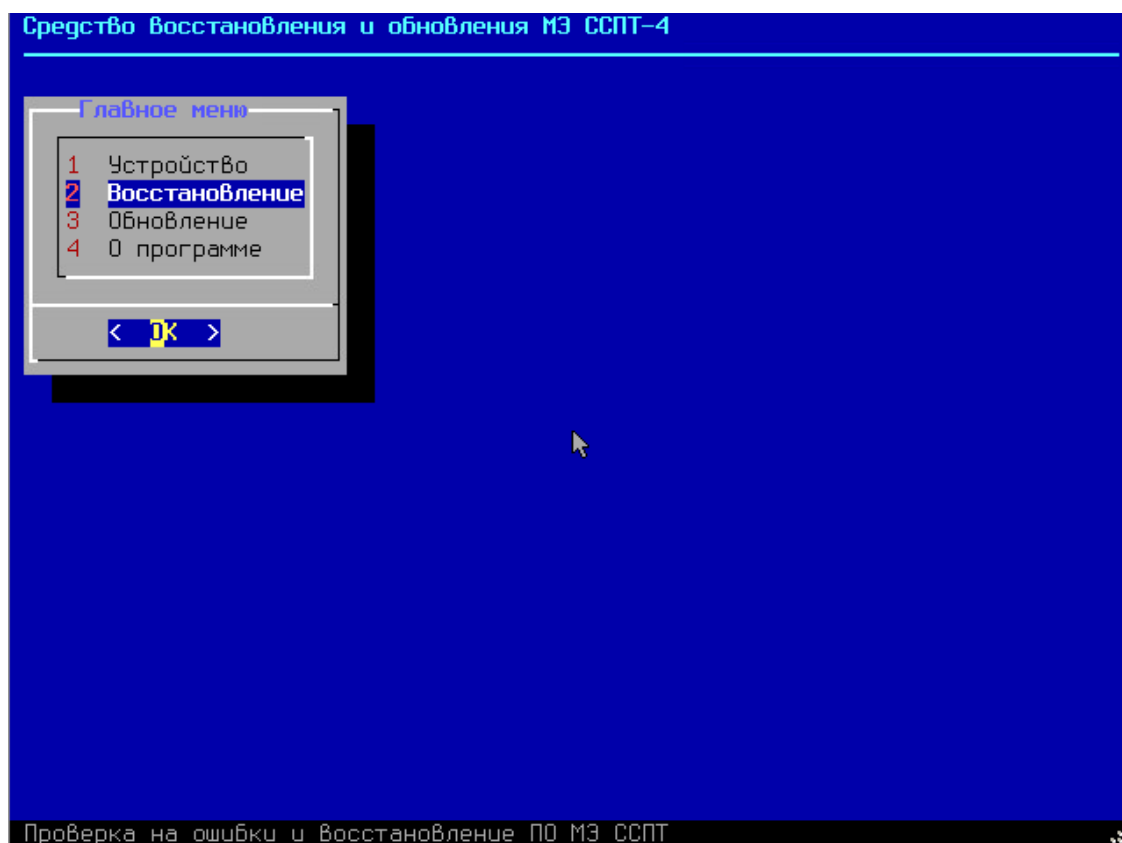 Средство восстановления и обновления МЭ ССПТ-4
Главное меню
1 Устройство
2 Восстановление
3 Обновление
4 О программе
< OK >
Проверка на ошибки и восстановление ПО МЭ ССПТ